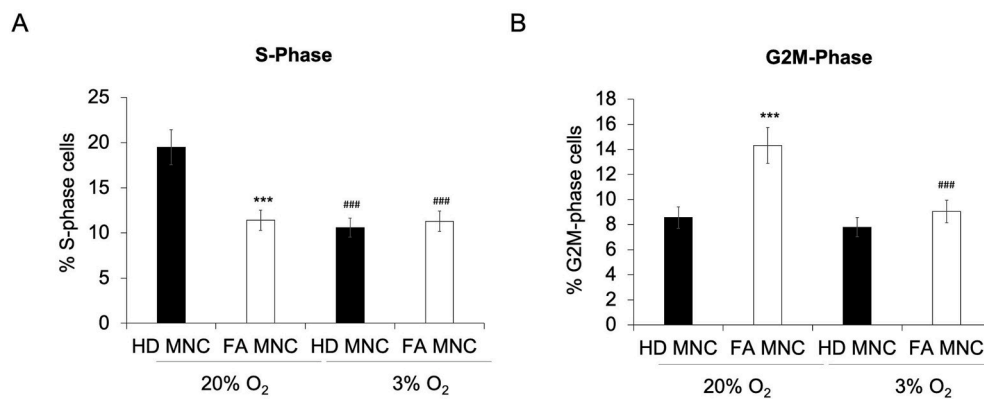 A
S-Phase
% S-phase cells
25
20
15
10
5
0
***
###
###
HD MNC FA MNC HD MNC FA MNC
20% O₂ 3% O₂
B
G2M-Phase
% G2M-phase cells
18
16
14
12
10
8
6
4
2
0
***
###
HD MNC FA MNC HD MNC FA MNC
20% O₂ 3% O₂